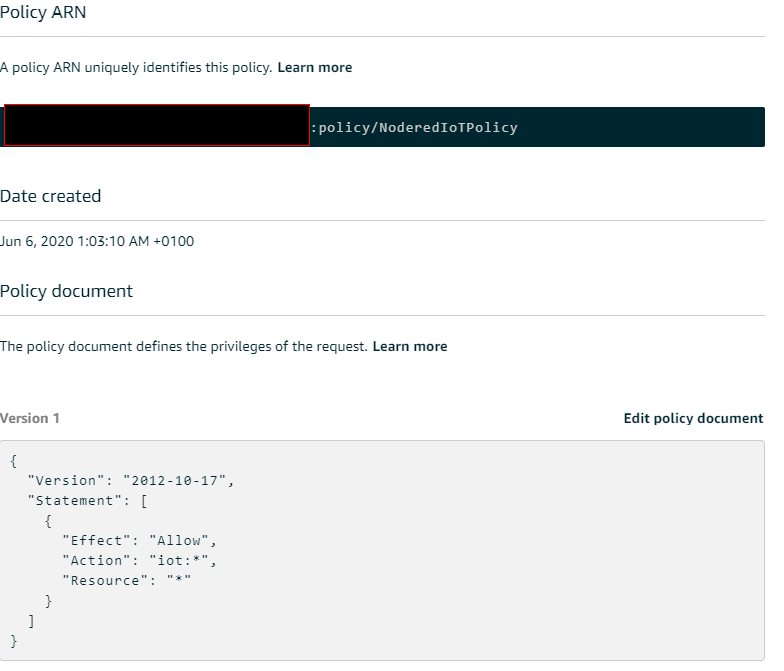 Policy ARN
A policy ARN uniquely identifies this policy. Learn more
:policy/NoderedIoTPolicy
Date created
Jun 6, 2020 1:03:10 AM +0100
Policy document
The policy document defines the privileges of the request. Learn more
Version 1 Edit policy document
{
  "Version": "2012-10-17",
  "Statement": [
    {
      "Effect": "Allow",
      "Action": "iot:*",
      "Resource": "*"
    }
  ]
}